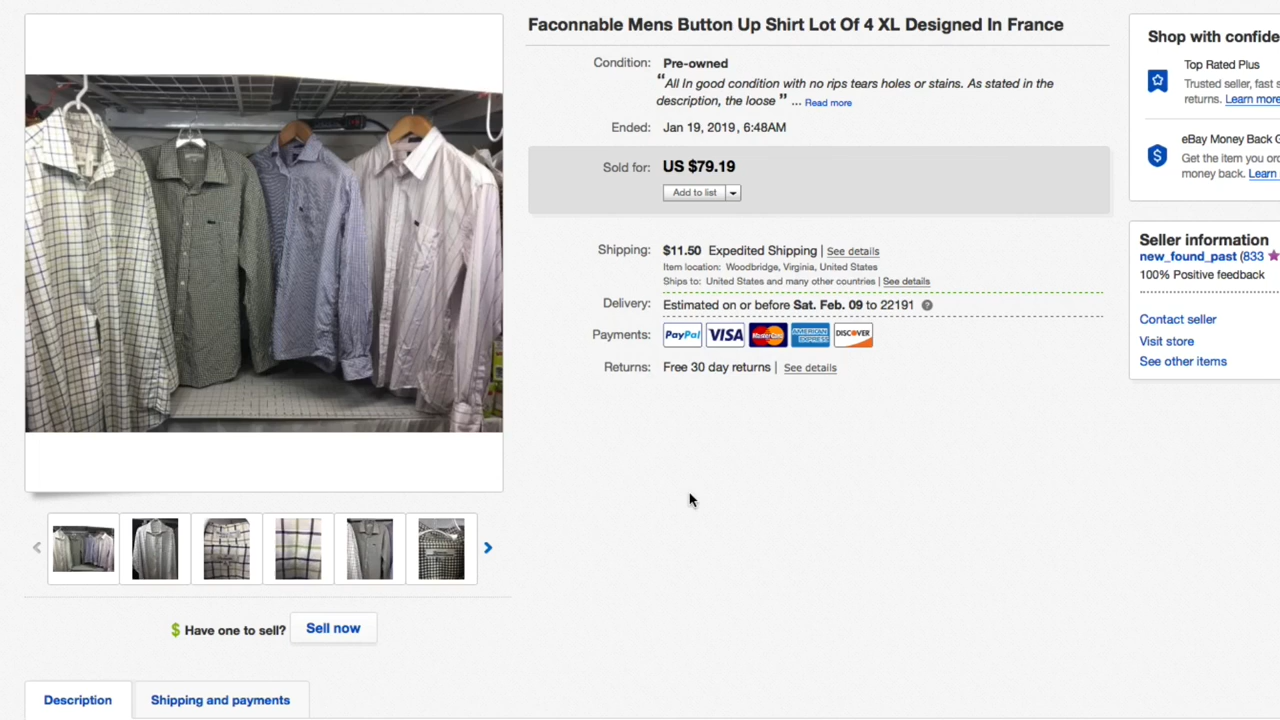 Faconnable Mens Button Up Shirt Lot Of 4 XL Designed In France
Condition: Pre-owned
“All In good condition with no rips tears holes or stains. As stated in the
description, the loose ” ... Read more
Ended: Jan 19, 2019 , 6:48AM
Sold for: US $79.19
Add to list
Shipping: $11.50 Expedited Shipping | See details
Item location: Woodbridge, Virginia, United States
Ships to: United States and many other countries | See details
Delivery: Estimated on or before Sat. Feb. 09 to 22191 ?
Payments: PayPal VISA MasterCard AMERICAN EXPRESS DISCOVER
Returns: Free 30 day returns | See details
Shop with confide
Top Rated Plus
Trusted seller, fast s
returns. Learn more
$
eBay Money Back G
Get the item you ord
money back. Learn
Seller information
new_found_past (833
100% Positive feedback
Contact seller
Visit store
See other items
$ Have one to sell? Sell now
Description
Shipping and payments